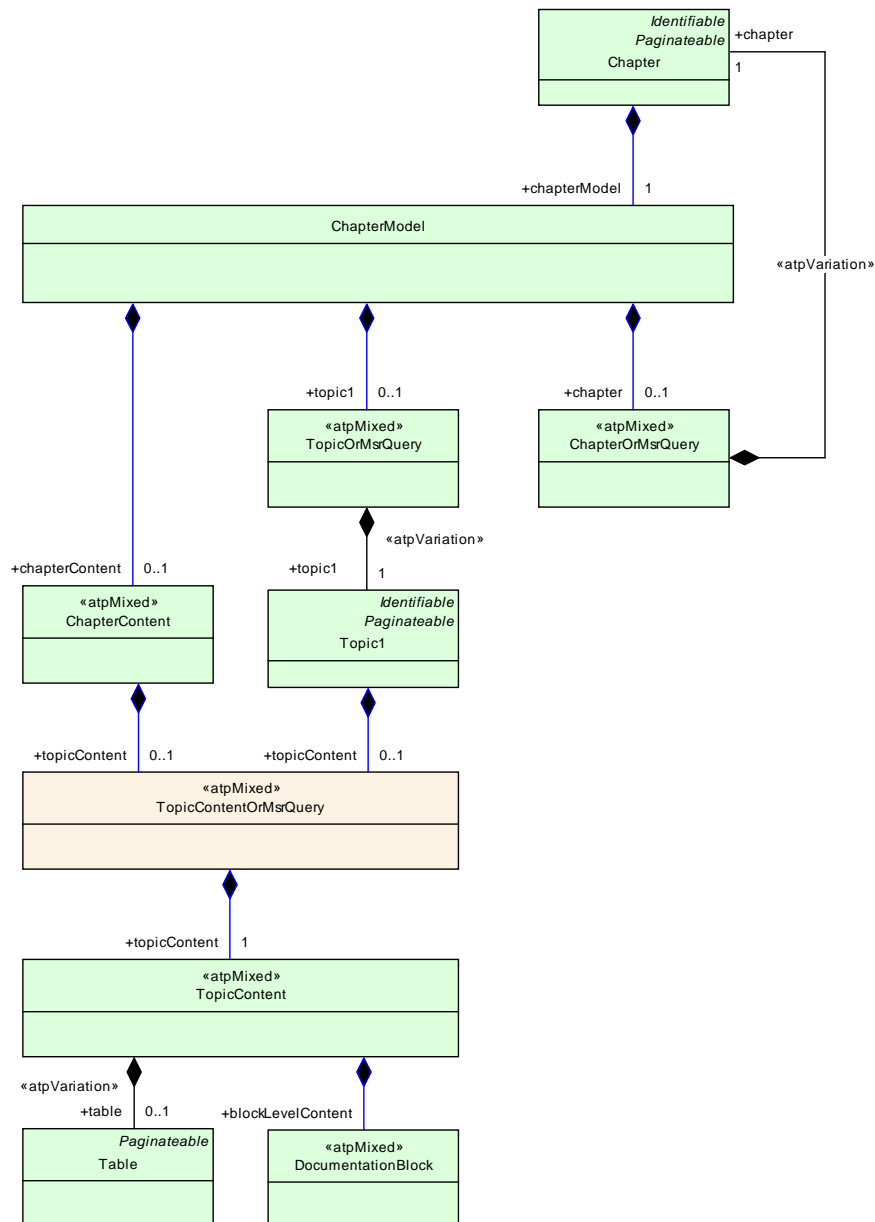 Identifiable
Paginateable
Chapter
+chapter
1
+chapterModel 1
ChapterModel
«atpVariation»
+topic1 0..1
+chapter 0..1
«atpMixed»
TopicOrMsrQuery
«atpMixed»
ChapterOrMsrQuery
«atpVariation»
+chapterContent 0..1
+topic1 1
«atpMixed»
ChapterContent
Identifiable
Paginateable
Topic1
+topicContent 0..1
+topicContent 0..1
«atpMixed»
TopicContentOrMsrQuery
+topicContent 1
«atpMixed»
TopicContent
«atpVariation»
+table 0..1
+blockLevelContent
Paginateable
Table
«atpMixed»
DocumentationBlock